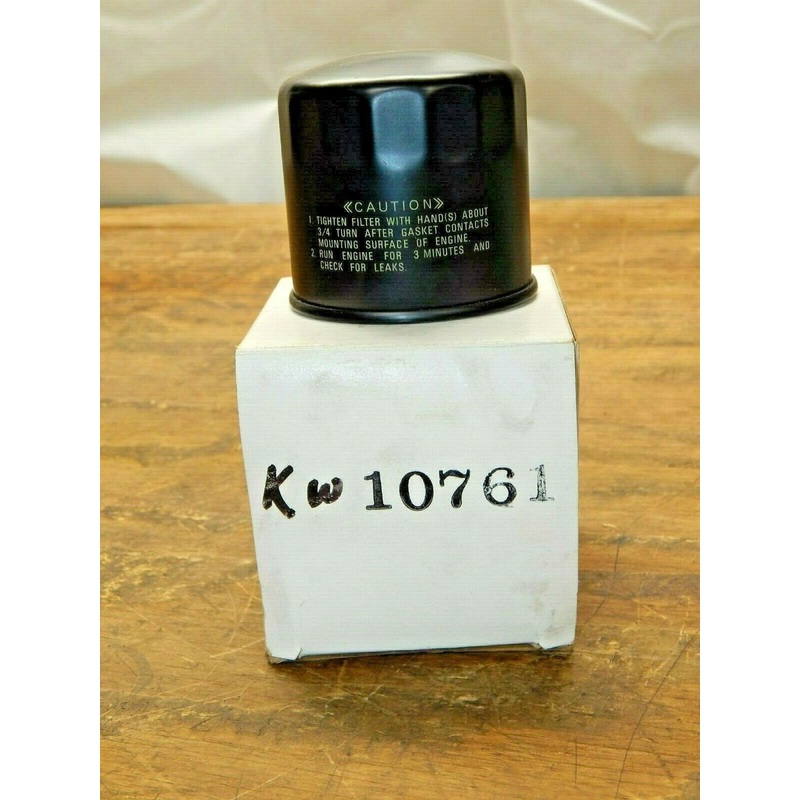 《CAUTION》
1. TIGHTEN FILTER WITH HAND(S) ABOUT
3/4 TURN AFTER GASKET CONTACTS
MOUNTING SURFACE OF ENGINE.
2. RUN ENGINE FOR 3 MINUTES AND
CHECK FOR LEAKS.
KW 10761